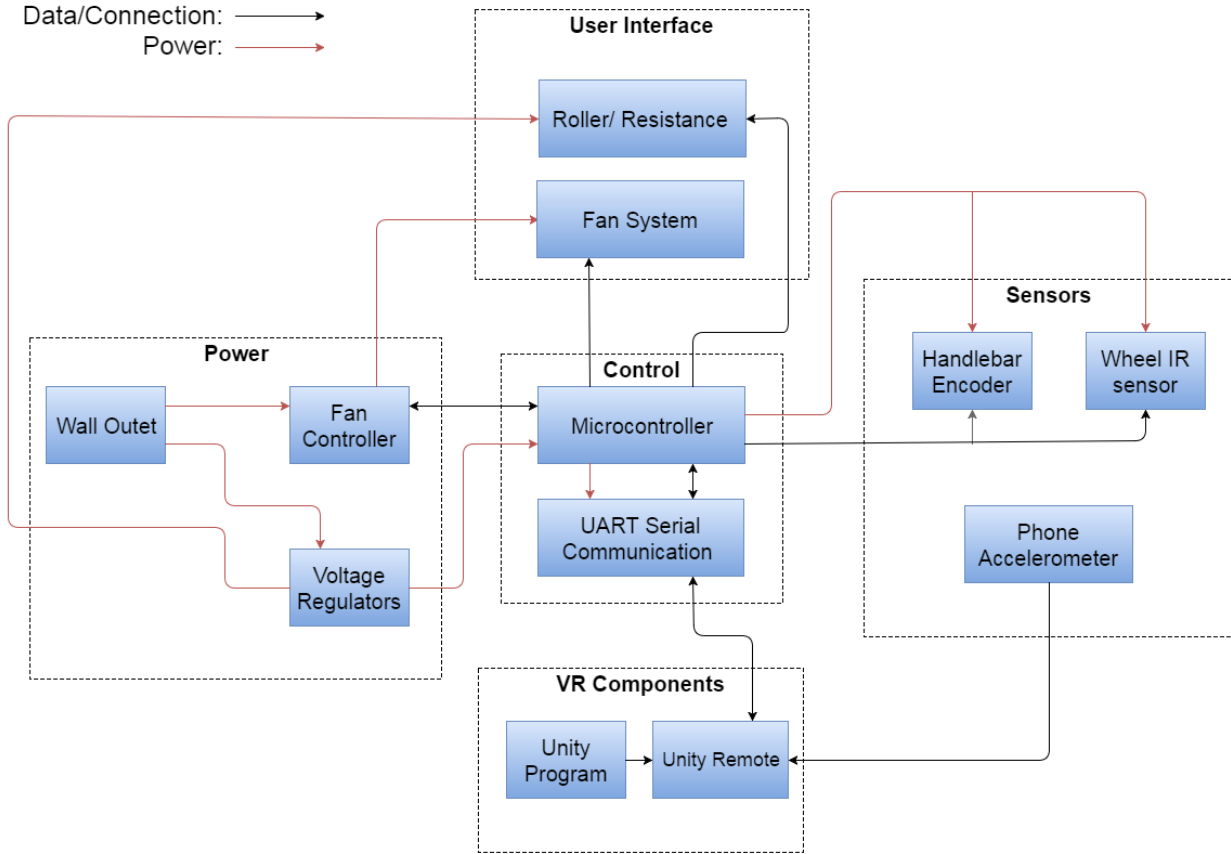 Data/Connection:
Power:
User Interface
Roller/ Resistance
Fan System
Sensors
Handlebar
Encoder
Wheel IR
sensor
Phone
Accelerometer
Power
Wall Outet
Fan
Controller
Voltage
Regulators
Control
Microcontroller
UART Serial
Communication
VR Components
Unity
Program
Unity Remote